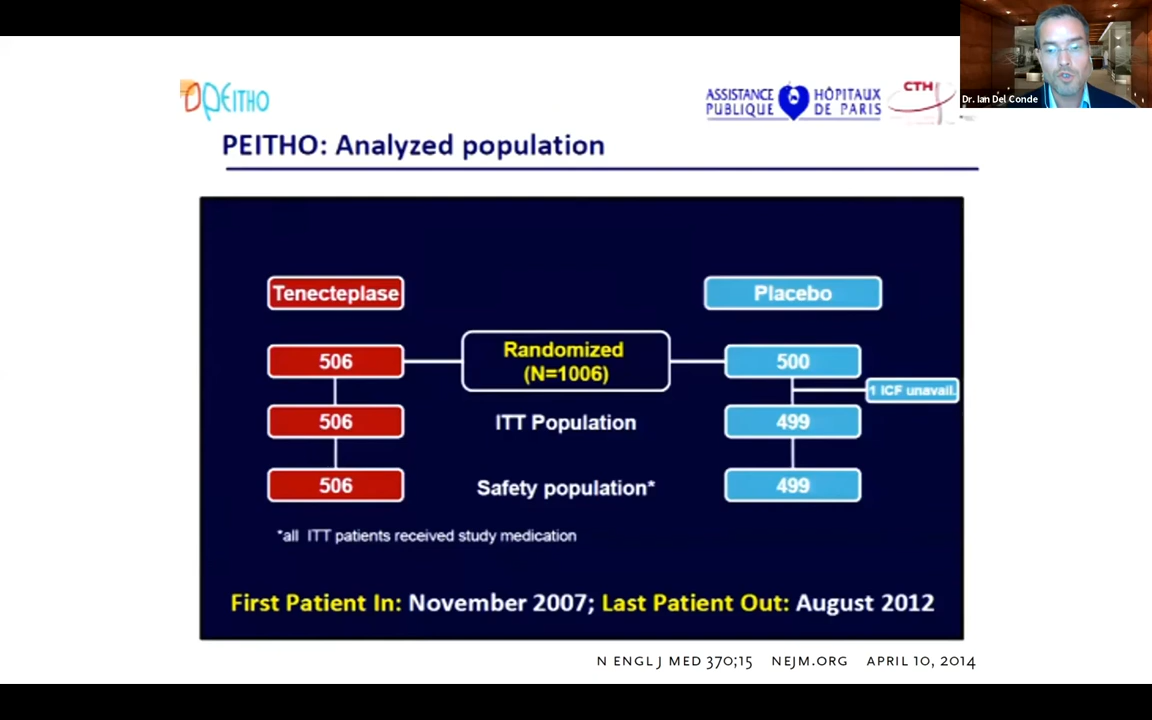 PEITHO
ASSISTANCE PUBLIQUE
HÔPITAUX DE PARIS
CTH
Dr. Ian Del Conde
PEITHO: Analyzed population
Tenecteplase
Placebo
506
Randomized
(N=1006)
500
1 ICF unavail.
506
ITT Population
499
506
Safety population*
499
*all ITT patients received study medication
First Patient In: November 2007; Last Patient Out: August 2012
N ENGL J MED 370;15 NEJM.ORG APRIL 10, 2014